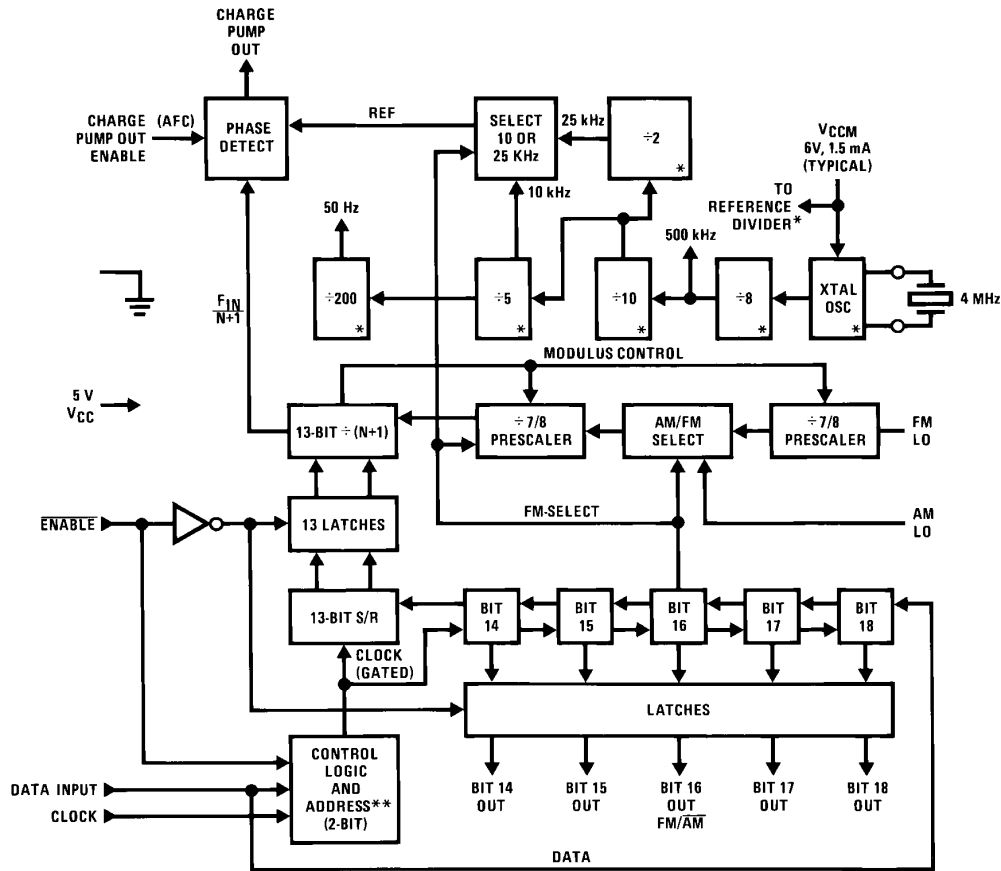 CHARGE
PUMP
OUT
CHARGE (AFC)
PUMP OUT
ENABLE
PHASE
DETECT
REF
SELECT
10 OR
25 KHz
25 kHz
÷2
*
VCCM
6V, 1.5 mA
(TYPICAL)
TO
REFERENCE
DIVIDER*
10 kHz
50 Hz
500 kHz
÷200
*
÷5
*
÷10
*
÷8
*
XTAL
OSC
*
4 MHz
FIN
N+1
MODULUS CONTROL
5 V
VCC
13-BIT ÷(N+1)
÷7/8
PRESCALER
AM/FM
SELECT
÷7/8
PRESCALER
FM
LO
ENABLE
13 LATCHES
FM-SELECT
AM
LO
13-BIT S/R
BIT
14
BIT
15
BIT
16
BIT
17
BIT
18
CLOCK
(GATED)
LATCHES
CONTROL
LOGIC
AND
ADDRESS**
(2-BIT)
DATA INPUT
CLOCK
BIT 14
OUT
BIT 15
OUT
BIT 16
OUT
FM/AM
BIT 17
OUT
BIT 18
OUT
DATA